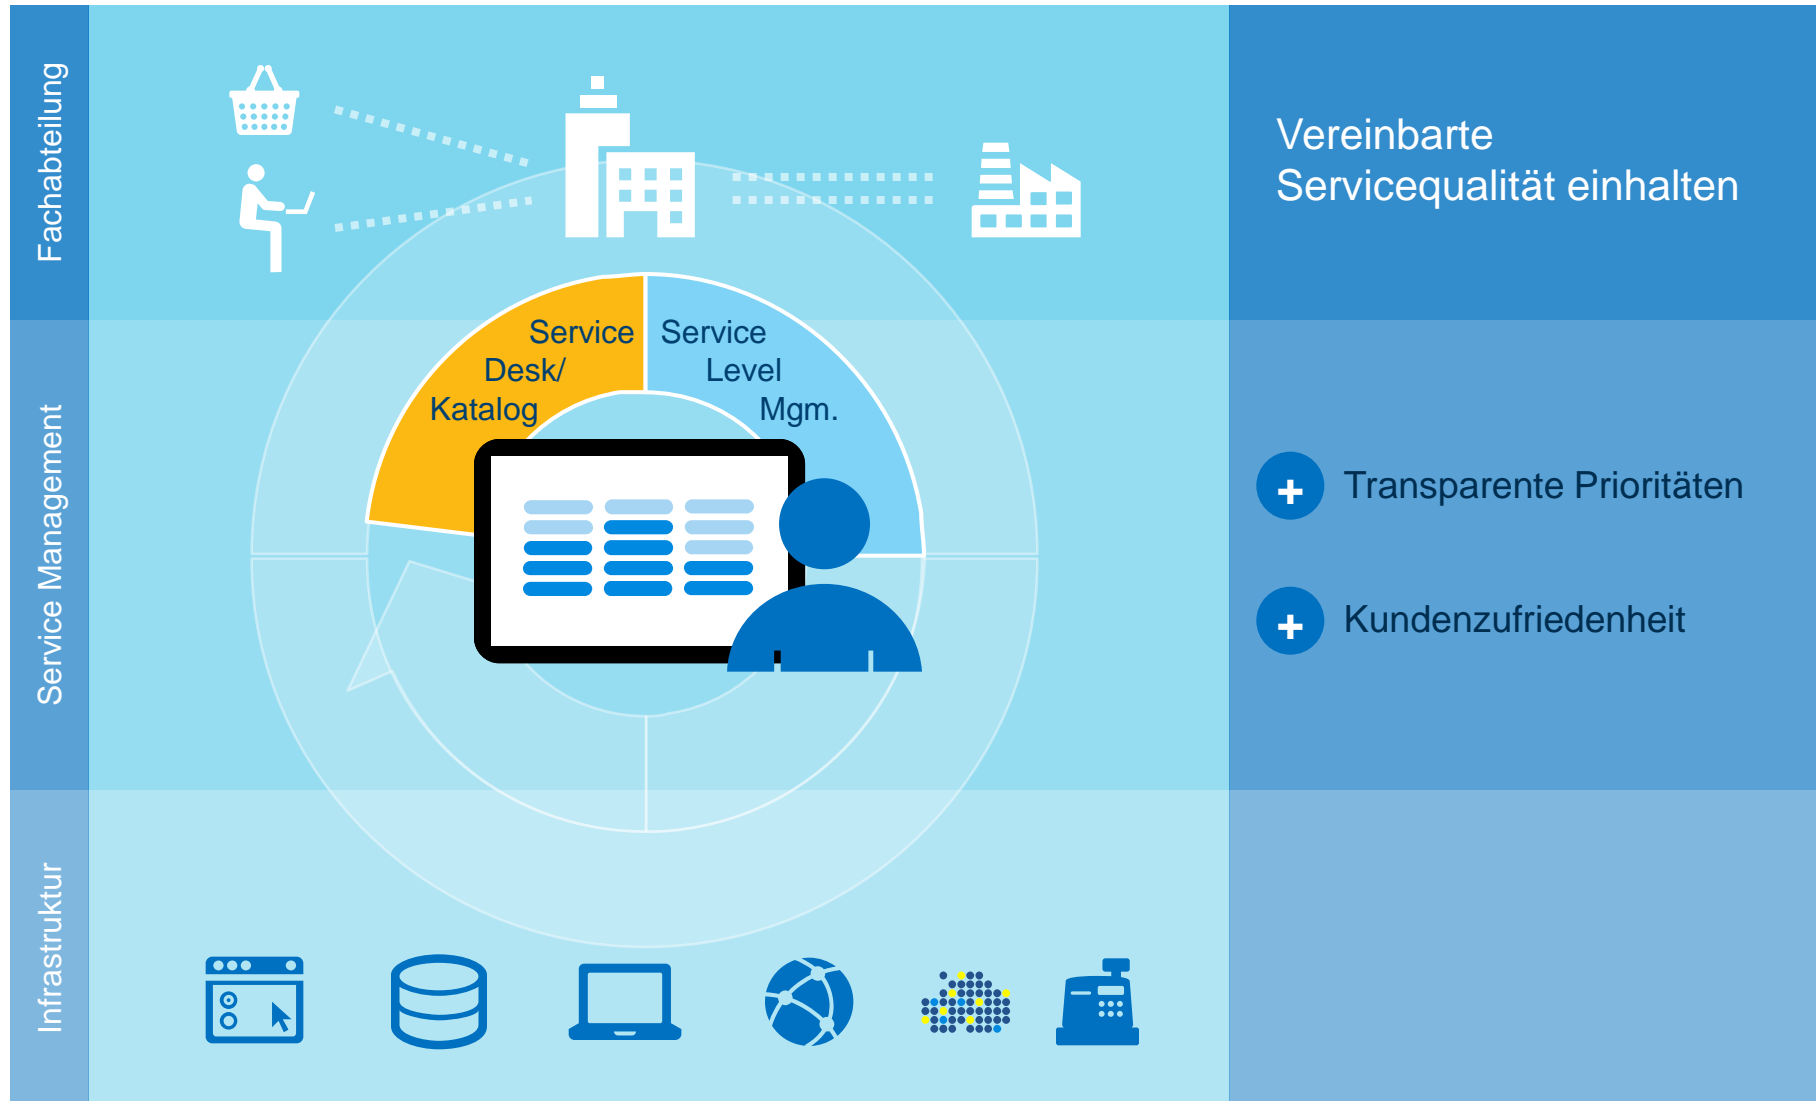 Fachabteilung
Service Management
Infrastruktur
Service
Desk/
Katalog
Service
Level
Mgm.
Vereinbarte
Servicequalität einhalten
+ Transparente Prioritäten
+ Kundenzufriedenheit